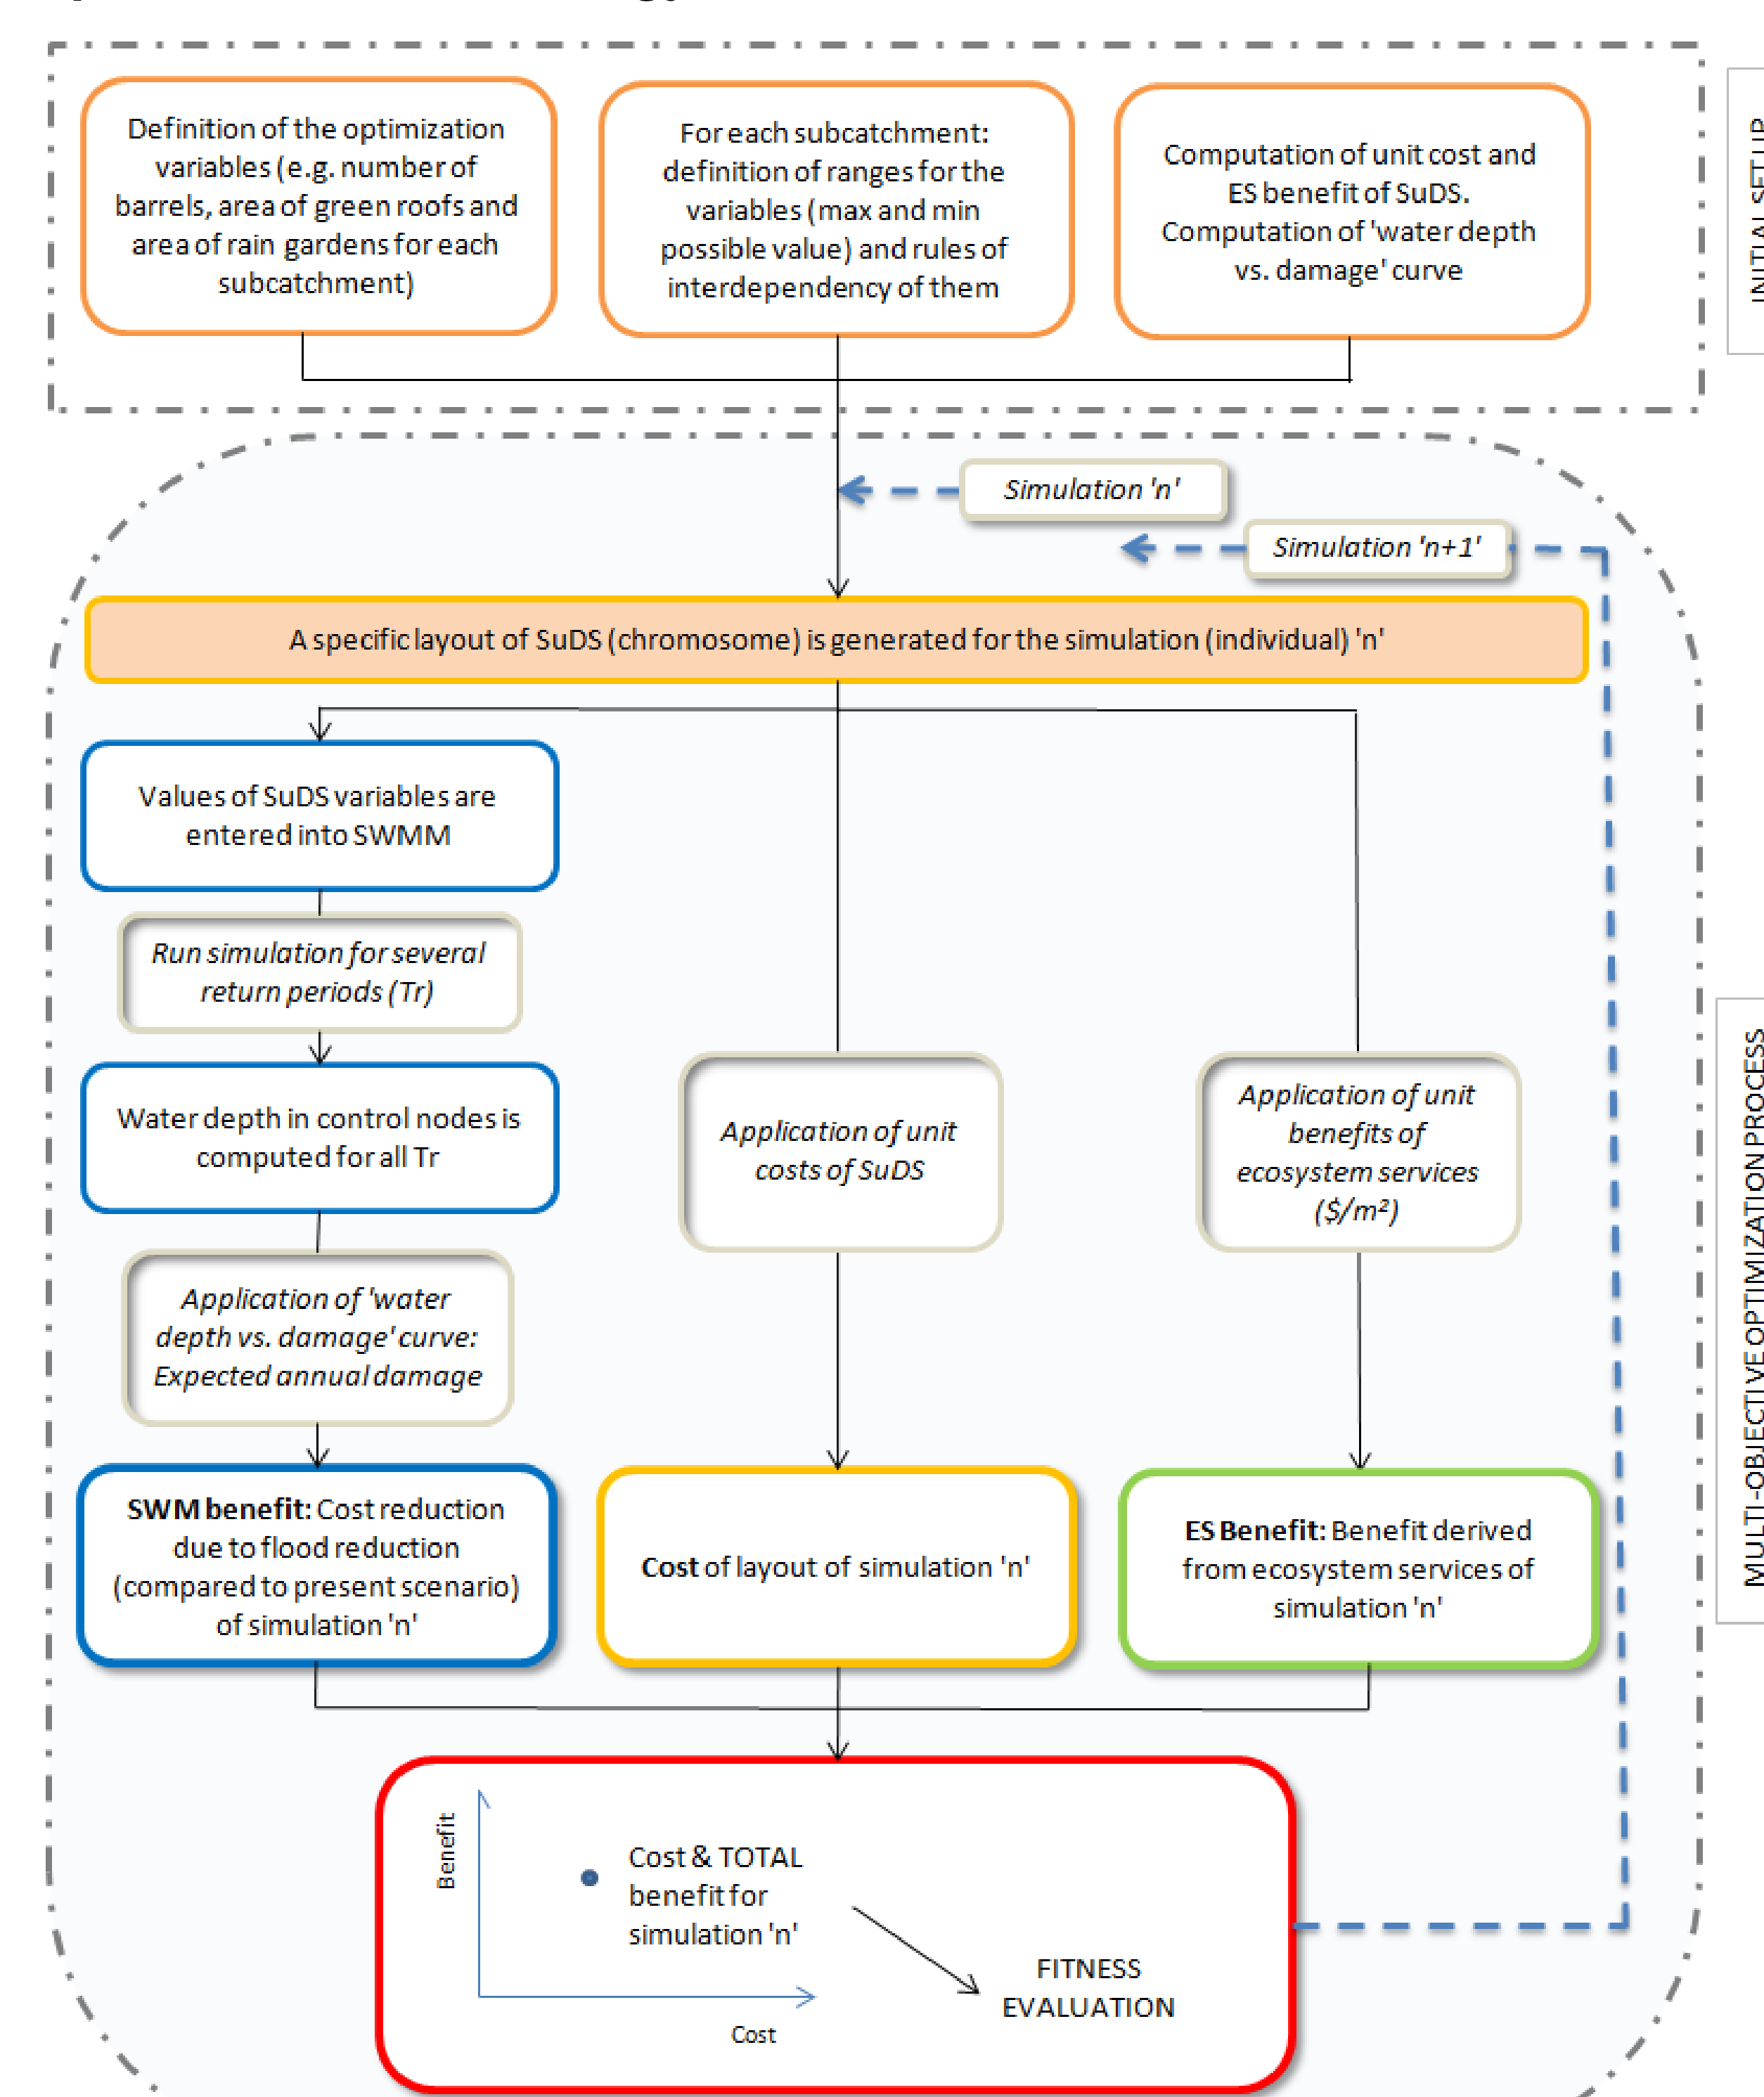 Definition of the optimization
variables (e.g. number of
barrels, area of green roofs and
area of rain gardens for each
subcatchment)
For each subcatchment:
definition of ranges for the
variables (max and min
possible value) and rules of
interdependency of them
Computation of unit cost and
ES benefit of SuDS.
Computation of 'water depth
vs. damage' curve
INITIAL SET UP
Simulation 'n'
Simulation 'n+1'
A specific layout of SuDS (chromosome) is generated for the simulation (individual) 'n'
Values of SuDS variables are
entered into SWMM
Run simulation for several
return periods (Tr)
Water depth in control nodes is
computed for all Tr
Application of 'water
depth vs. damage' curve:
Expected annual damage
Application of unit
costs of SuDS
Application of unit
benefits of
ecosystem services
($/m²)
MULTI-OBJECTIVE OPTIMIZATION PROCESS
SWM benefit: Cost reduction
due to flood reduction
(compared to present scenario)
of simulation 'n'
Cost of layout of simulation 'n'
ES Benefit: Benefit derived
from ecosystem services of
simulation 'n'
Benefit
Cost & TOTAL
benefit for
simulation 'n'
FITNESS
EVALUATION
Cost